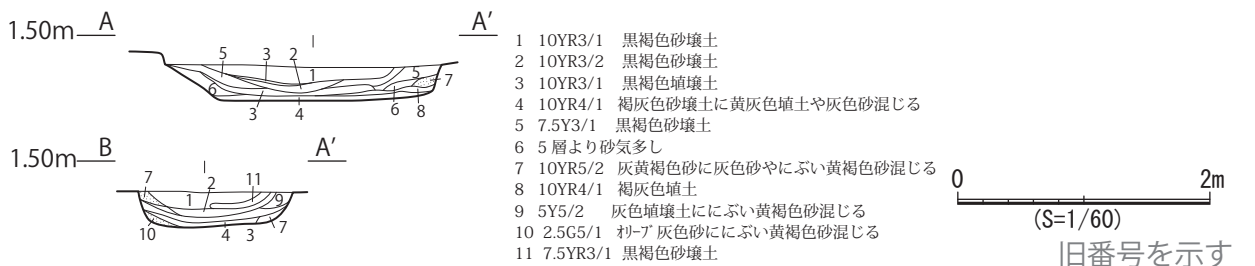 1.50m A A’
5 3 2 1 5 7
6 3 4 6 8
1.50m B A’
7 2 11
1 9
10 4 3 7
1 10YR3/1 黒褐色砂壌土
2 10YR3/2 黒褐色砂壌土
3 10YR3/1 黒褐色埴壌土
4 10YR4/1 褐灰色砂壌土に黄灰色埴土や灰色砂混じる
5 7.5Y3/1 黒褐色砂壌土
6 5層より砂気多し
7 10YR5/2 灰黄褐色砂に灰色砂やにぶい黄褐色砂混じる
8 10YR4/1 褐灰色埴土
9 5Y5/2 灰色埴壌土ににぶい黄褐色砂混じる
10 2.5G5/1 ｵﾘｰﾌﾞ灰色砂ににぶい黄褐色砂混じる
11 7.5YR3/1 黒褐色砂壌土
0 2m
(S=1/60)
旧番号を示す